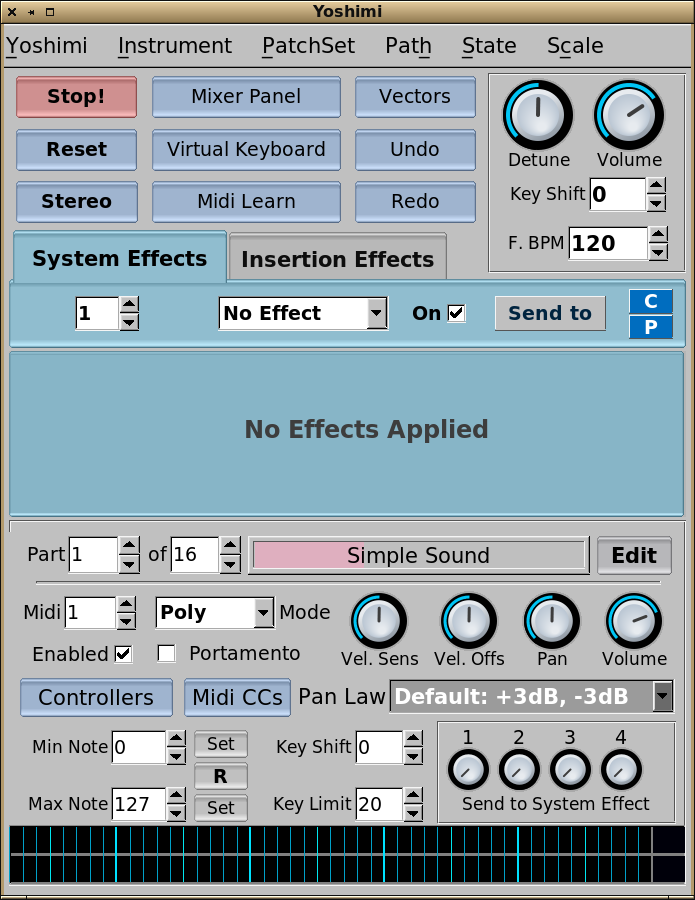 Yoshimi
Yoshimi Instrument PatchSet Path State Scale
Stop! Mixer Panel Vectors
Reset Virtual Keyboard Undo
Stereo Midi Learn Redo
Detune Volume
Key Shift 0
F. BPM 120
System Effects Insertion Effects
1 No Effect On Send to C
P
No Effects Applied
Part 1 of 16 Simple Sound Edit
Midi 1 Poly Mode
Enabled Portamento Vel. Sens Vel. Offs Pan Volume
Controllers Midi CCs Pan Law Default: +3dB, -3dB
Min Note 0 Set Key Shift 0 1 2 3 4
R
Max Note 127 Set Key Limit 20 Send to System Effect